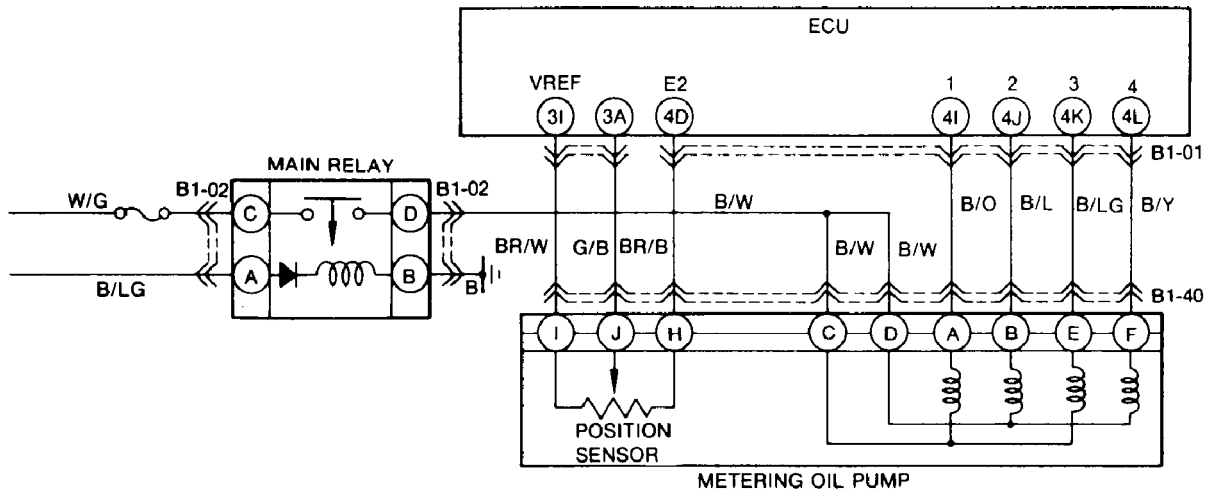 ECU
VREF E2 1 2 3 4
3I 3A 4D 4I 4J 4K 4L
B1-01
MAIN RELAY
W/G B1-02 C D B1-02
B/W
B/O B/L B/LG B/Y
BR/W G/B BR/B B/W B/W
A B
B/LG B
B1-40
I J H C D A B E F
POSITION
SENSOR
METERING OIL PUMP